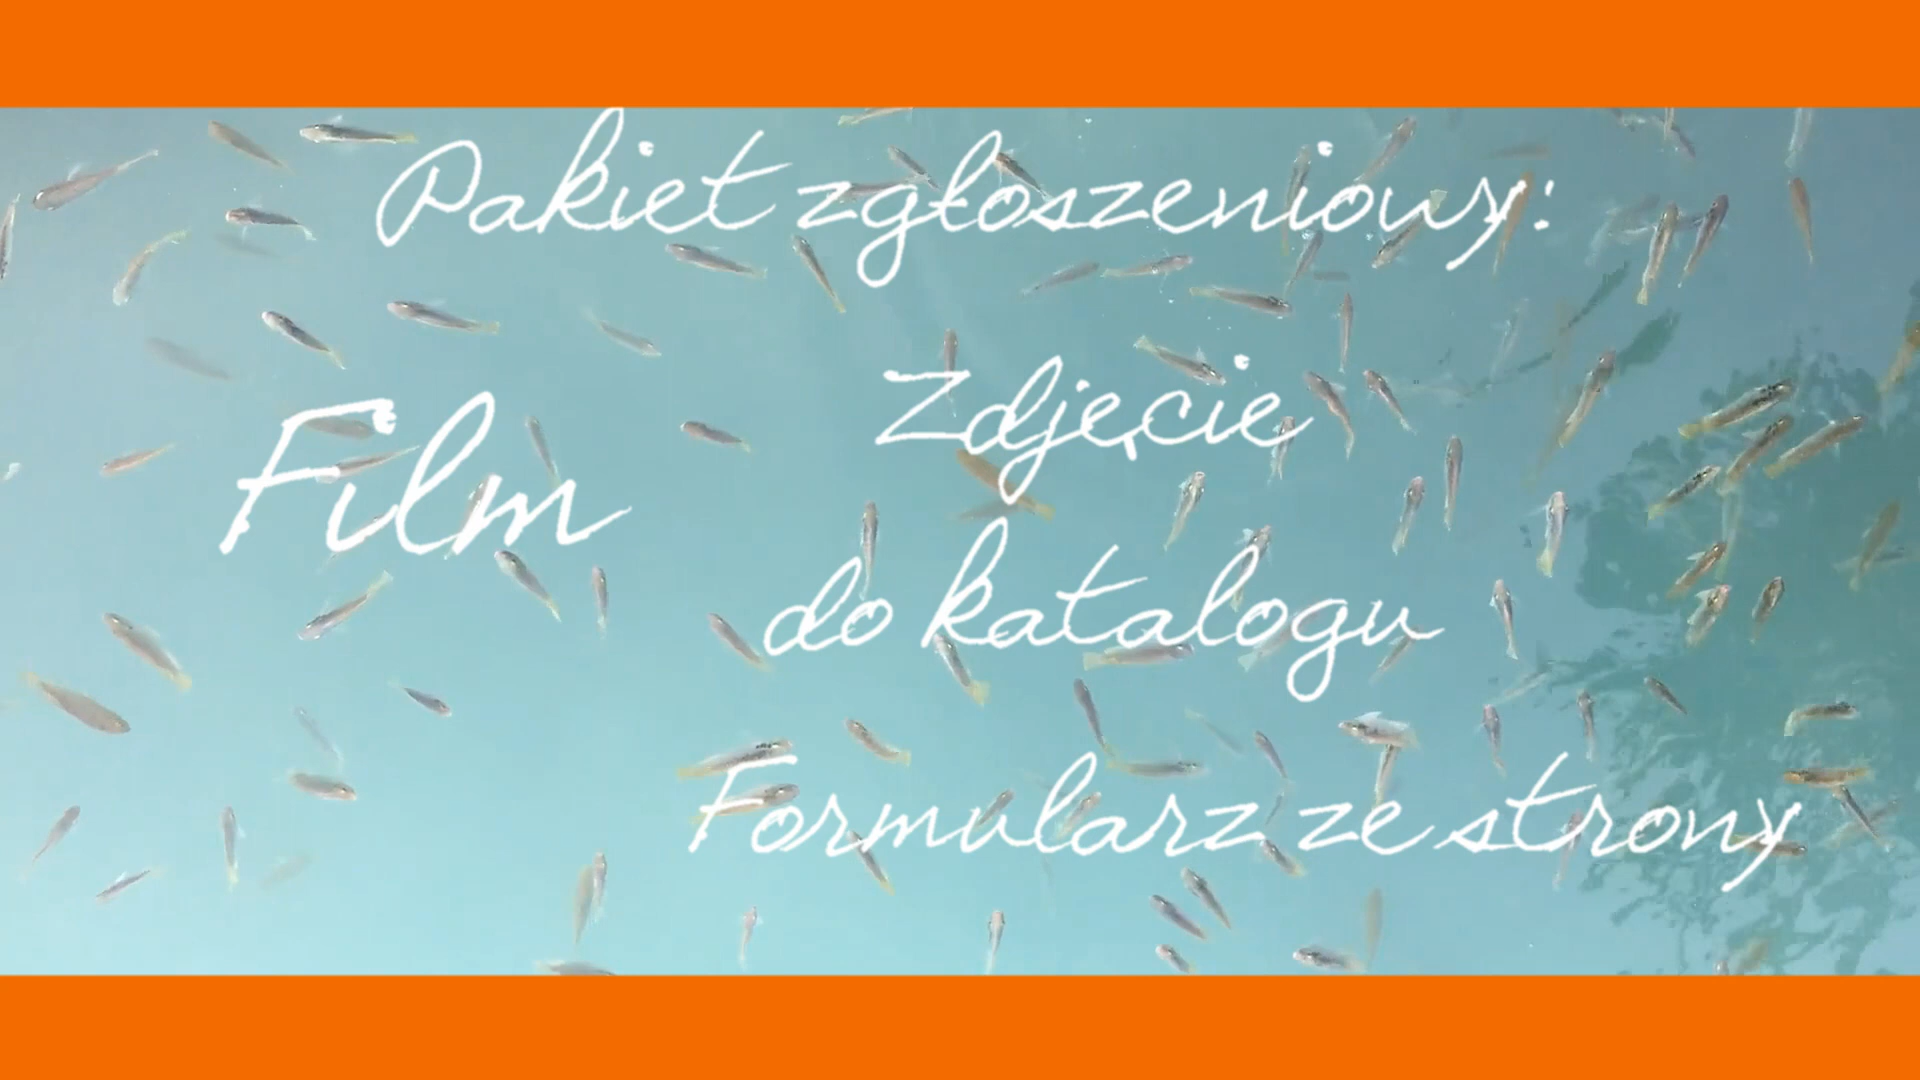 Pakiet zgłoszeniowy:
Film
Zdjęcie
do katalogu
Formularz ze strony